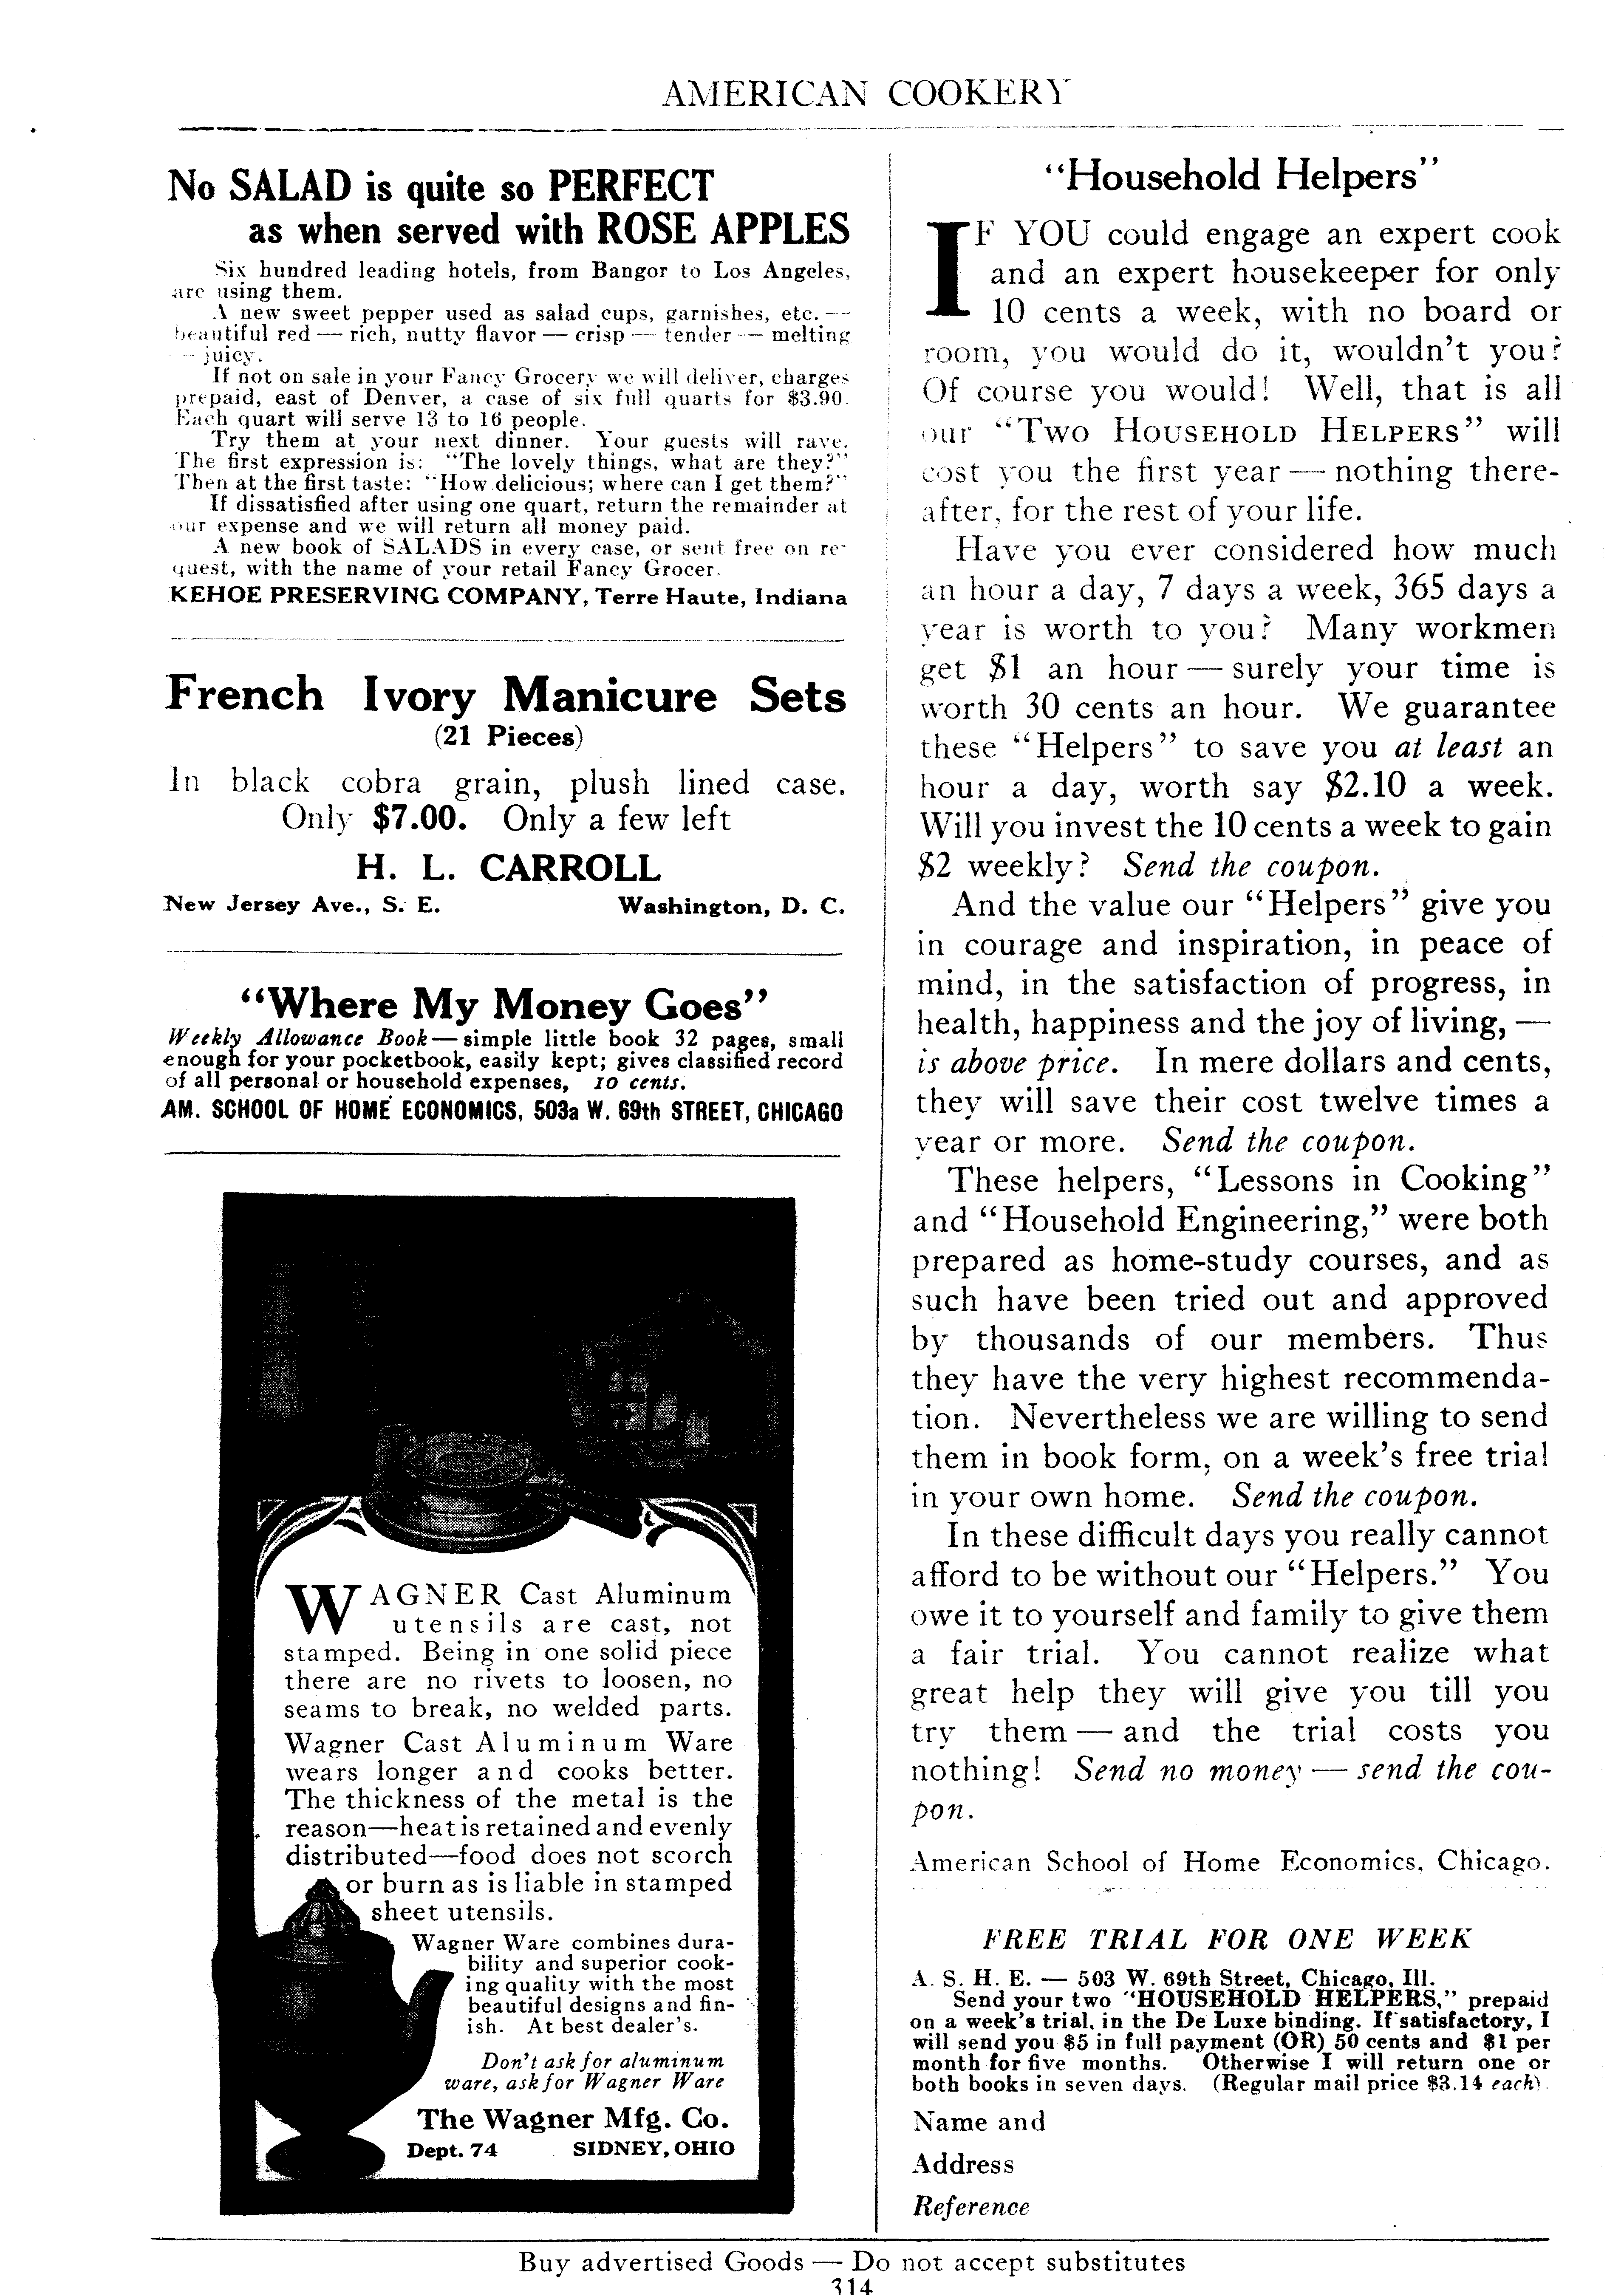 AMERICAN COOKERY
No SALAD is quite so PERFECT
as when served with ROSE APPLES
Six hundred leading hotels, from Bangor to Los Angeles,
are using them.
A new sweet pepper used as salad cups, garnishes, etc. —
beautiful red — rich, nutty flavor — crisp — tender — melting
— juicy.
If not on sale in your Fancy Grocery we will deliver, charges
prepaid, east of Denver, a case of six full quarts for $3.90.
Each quart will serve 13 to 16 people.
Try them at your next dinner. Your guests will rave.
The first expression is: "The lovely things, what are they?"
Then at the first taste: "How delicious; where can I get them?"
If dissatisfied after using one quart, return the remainder at
our expense and we will return all money paid.
A new book of SALADS in every case, or sent free on re-
quest, with the name of your retail Fancy Grocer.
KEHOE PRESERVING COMPANY, Terre Haute, Indiana
French Ivory Manicure Sets
(21 Pieces)
In black cobra grain, plush lined case.
Only $7.00. Only a few left
H. L. CARROLL
New Jersey Ave., S. E. Washington, D. C.
"Where My Money Goes"
Weekly Allowance Book — simple little book 32 pages, small
enough for your pocketbook, easily kept; gives classified record
of all personal or household expenses, 10 cents.
AM. SCHOOL OF HOME ECONOMICS, 503a W. 69th STREET, CHICAGO
WAGNER Cast Aluminum
utensils are cast, not
stamped. Being in one solid piece
there are no rivets to loosen, no
seams to break, no welded parts.
Wagner Cast Aluminum Ware
wears longer and cooks better.
The thickness of the metal is the
reason—heat is retained and evenly
distributed—food does not scorch
or burn as is liable in stamped
sheet utensils.
Wagner Ware combines dura-
bility and superior cook-
ing quality with the most
beautiful designs and fin-
ish. At best dealer's.
Don't ask for aluminum
ware, ask for Wagner Ware
The Wagner Mfg. Co.
Dept. 74 SIDNEY, OHIO
"Household Helpers"
IF YOU could engage an expert cook
and an expert housekeeper for only
10 cents a week, with no board or
room, you would do it, wouldn't you?
Of course you would! Well, that is all
our "TWO HOUSEHOLD HELPERS" will
cost you the first year — nothing there-
after, for the rest of your life.
Have you ever considered how much
an hour a day, 7 days a week, 365 days a
year is worth to you? Many workmen
get $1 an hour — surely your time is
worth 30 cents an hour. We guarantee
these "Helpers" to save you at least an
hour a day, worth say $2.10 a week.
Will you invest the 10 cents a week to gain
$2 weekly? Send the coupon.
And the value our "Helpers" give you
in courage and inspiration, in peace of
mind, in the satisfaction of progress, in
health, happiness and the joy of living, —
is above price. In mere dollars and cents,
they will save their cost twelve times a
year or more. Send the coupon.
These helpers, "Lessons in Cooking"
and "Household Engineering," were both
prepared as home-study courses, and as
such have been tried out and approved
by thousands of our members. Thus
they have the very highest recommenda-
tion. Nevertheless we are willing to send
them in book form, on a week's free trial
in your own home. Send the coupon.
In these difficult days you really cannot
afford to be without our "Helpers." You
owe it to yourself and family to give them
a fair trial. You cannot realize what
great help they will give you till you
try them — and the trial costs you
nothing! Send no money — send the cou-
pon.
American School of Home Economics, Chicago.
FREE TRIAL FOR ONE WEEK
A. S. H. E. — 503 W. 69th Street, Chicago, Ill.
Send your two "HOUSEHOLD HELPERS," prepaid
on a week's trial, in the De Luxe binding. If satisfactory, I
will send you $5 in full payment (OR) 50 cents and $1 per
month for five months. Otherwise I will return one or
both books in seven days. (Regular mail price $3.14 each).
Name and
Address
Reference
Buy advertised Goods — Do not accept substitutes
314